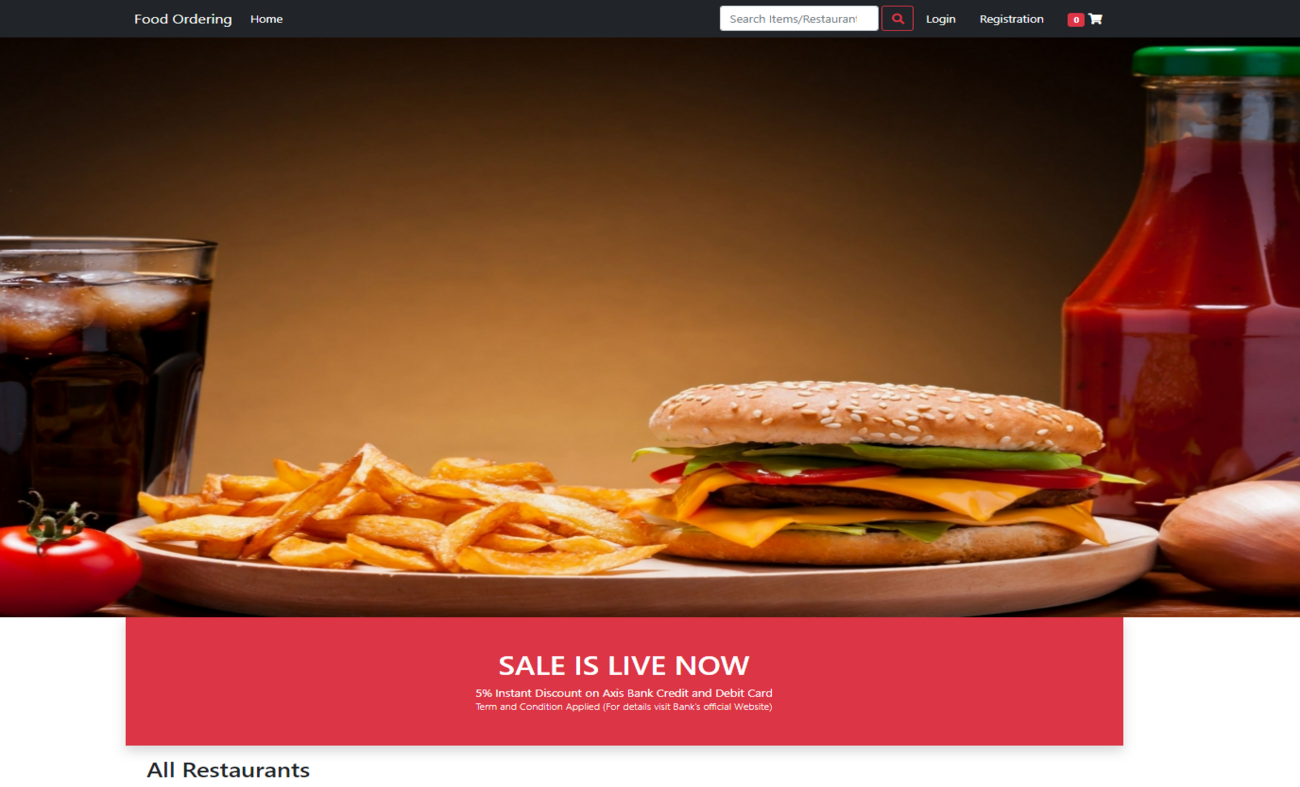 Food Ordering Home Search Items/Restaurant Login Registration 0
SALE IS LIVE NOW
5% Instant Discount on Axis Bank Credit and Debit Card
Term and Condition Applied (For details visit Bank's official Website)
All Restaurants